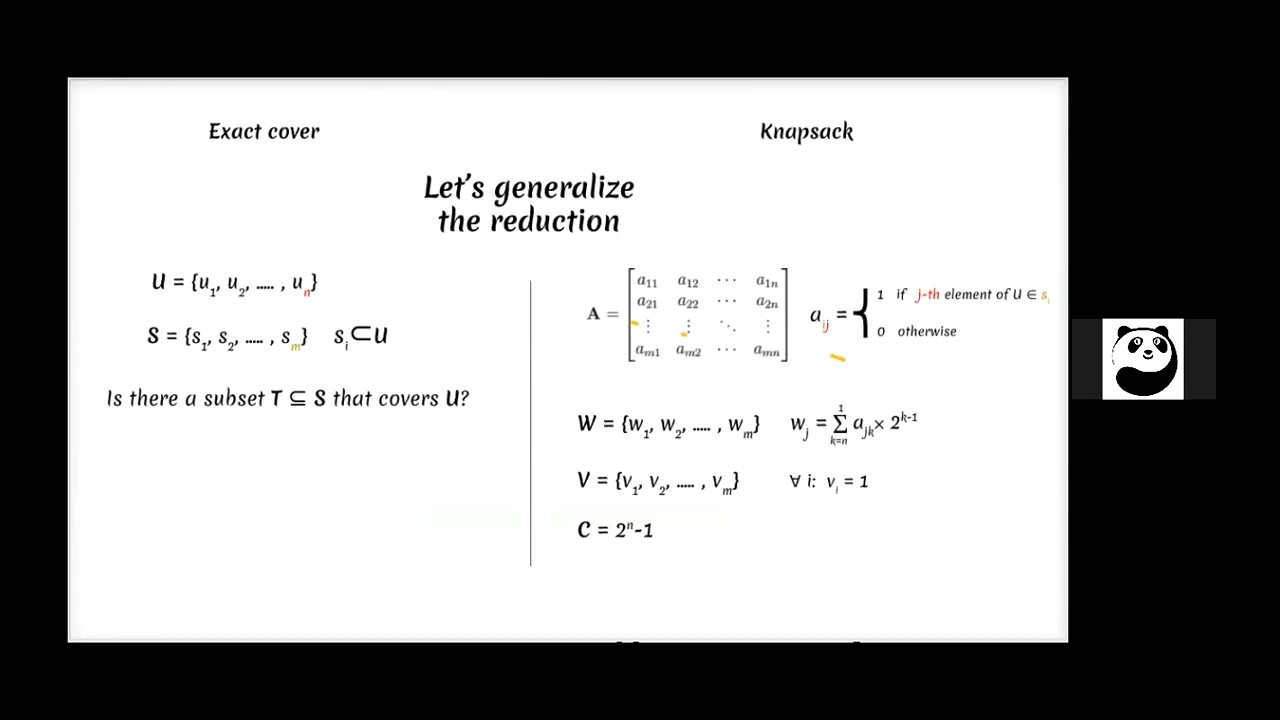 Exact cover
Knapsack
Let's generalize
the reduction
U = {u₁, u₂, ..... , uₙ}
S = {s₁, s₂, ..... , sₘ} sᵢ⊂U
Is there a subset T ⊆ S that covers U?
A = [a₁₁ a₁₂ ⋯ a₁ₙ
a₂₁ a₂₂ ⋯ a₂ₙ
⋮ ⋮ ⋱ ⋮
aₘ₁ aₘ₂ ⋯ aₘₙ]
aᵢⱼ = { 1 if j-th element of U ∈ sᵢ
0 otherwise
W = {w₁, w₂, ..... , wₘ} wⱼ = Σ_{k=n}^{1} aⱼₖ× 2^{k-1}
V = {v₁, v₂, ..... , vₘ} ∀ i: vᵢ = 1
C = 2ⁿ-1